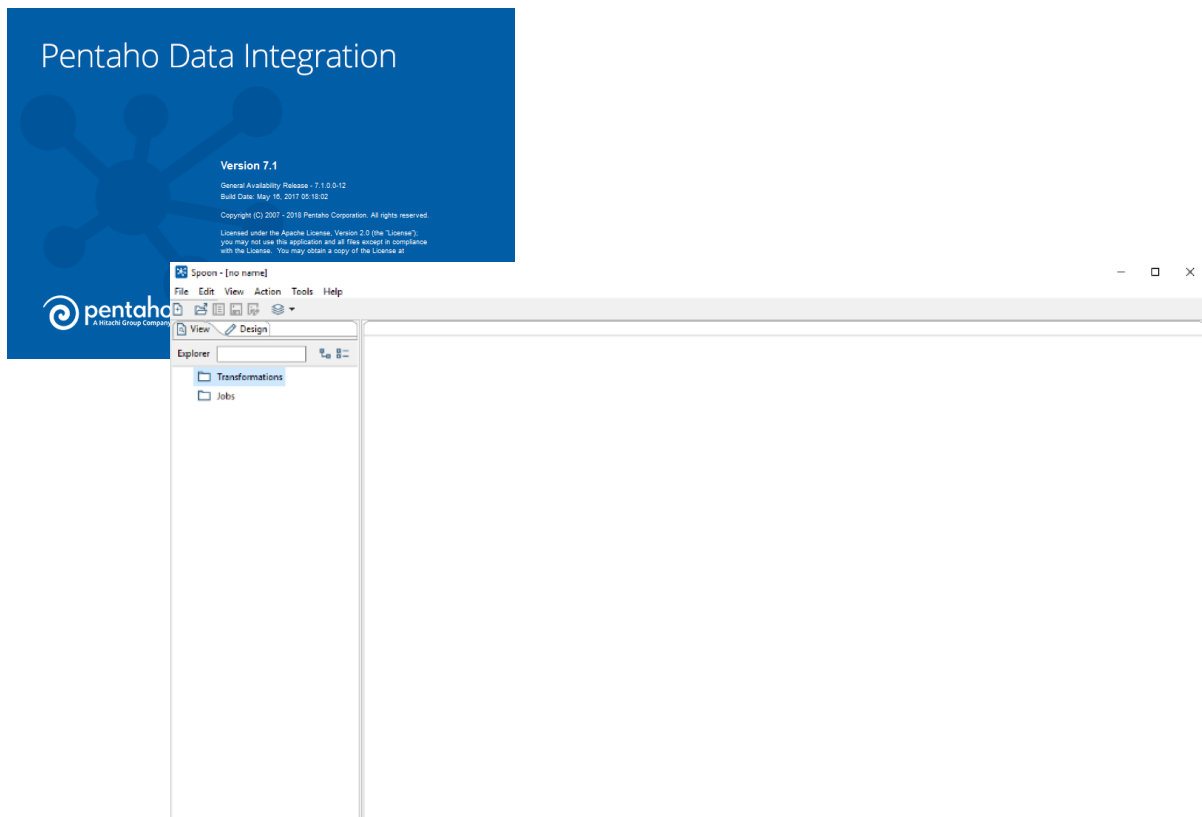 Pentaho Data Integration
Version 7.1
General Availability Release - 7.1.0.0-12
Build Date: May 16, 2017 05:18:02
Copyright (C) 2007 - 2018 Pentaho Corporation. All rights reserved.
Licensed under the Apache License, Version 2.0 (the "License");
you may not use this application and all files except in compliance
with the License. You may obtain a copy of the License at
pentaho
A Hitachi Group Company
Spoon - [no name]
File Edit View Action Tools Help
View Design
Explorer
Transformations
Jobs